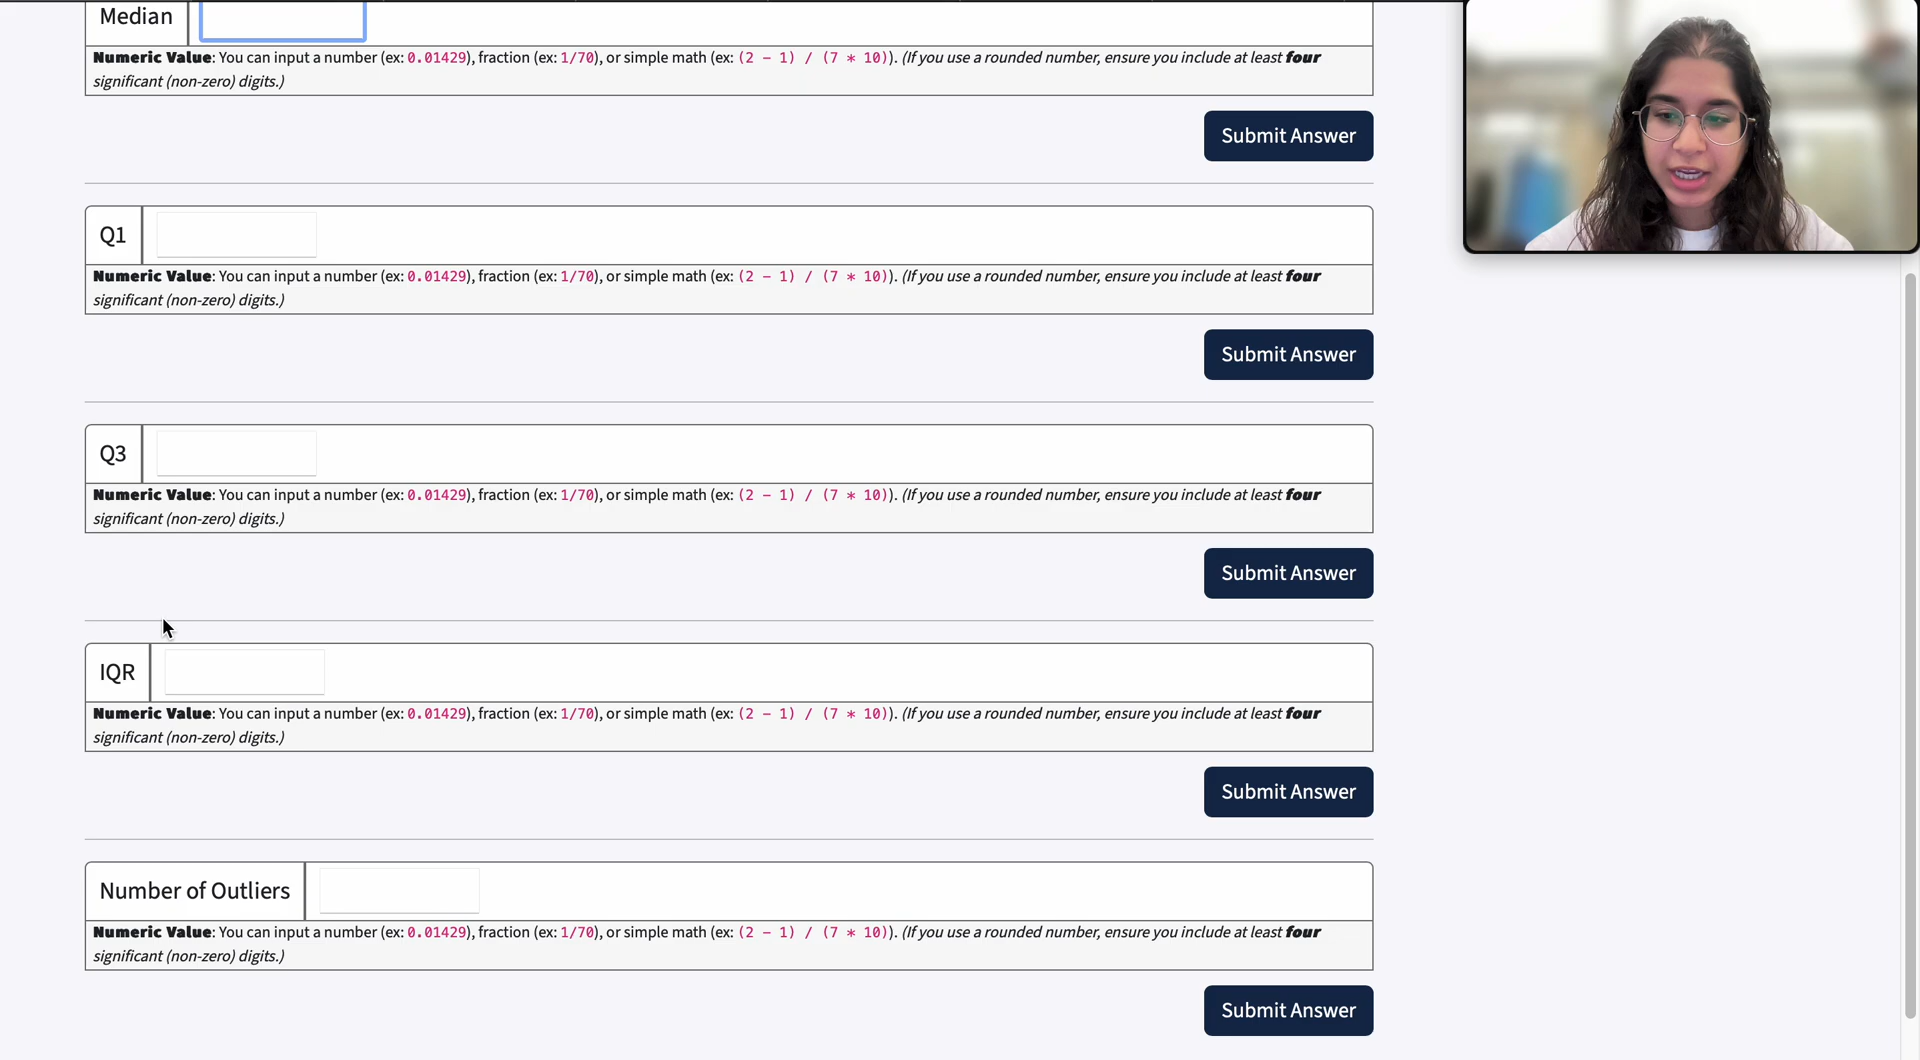 Median
Numeric Value: You can input a number (ex: 0.01429), fraction (ex: 1/70), or simple math (ex: (2 − 1) / (7 * 10)). (If you use a rounded number, ensure you include at least four
significant (non-zero) digits.)
Submit Answer
Q1
Numeric Value: You can input a number (ex: 0.01429), fraction (ex: 1/70), or simple math (ex: (2 − 1) / (7 * 10)). (If you use a rounded number, ensure you include at least four
significant (non-zero) digits.)
Submit Answer
Q3
Numeric Value: You can input a number (ex: 0.01429), fraction (ex: 1/70), or simple math (ex: (2 − 1) / (7 * 10)). (If you use a rounded number, ensure you include at least four
significant (non-zero) digits.)
Submit Answer
IQR
Numeric Value: You can input a number (ex: 0.01429), fraction (ex: 1/70), or simple math (ex: (2 − 1) / (7 * 10)). (If you use a rounded number, ensure you include at least four
significant (non-zero) digits.)
Submit Answer
Number of Outliers
Numeric Value: You can input a number (ex: 0.01429), fraction (ex: 1/70), or simple math (ex: (2 − 1) / (7 * 10)). (If you use a rounded number, ensure you include at least four
significant (non-zero) digits.)
Submit Answer